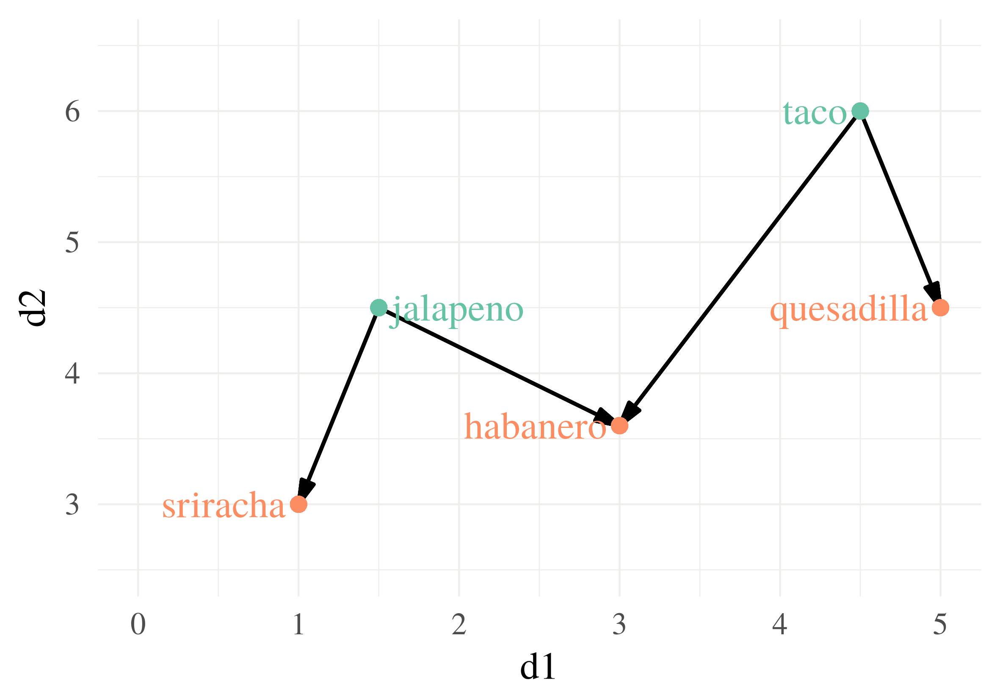 6
taco
5
d2
jalapeno
quesadilla
4
habanero
3
sriracha
0 1 2 3 4 5
d1